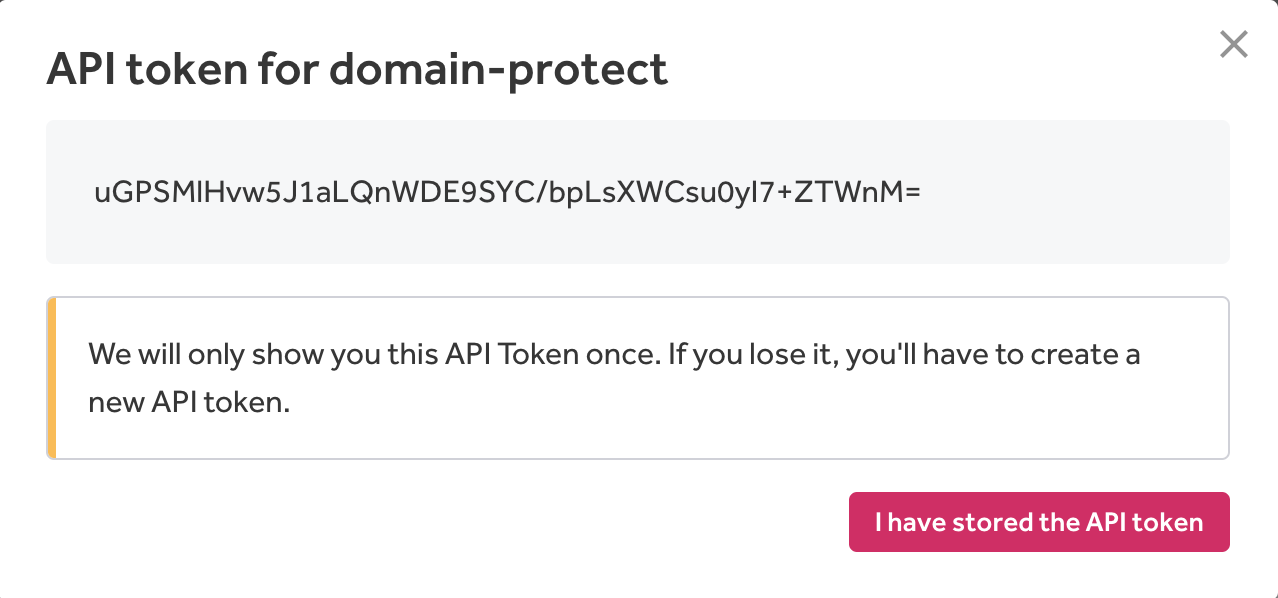 API token for domain-protect
uGPSMlHvw5J1aLQnWDE9SYC/bpLsXWCsu0yI7+ZTWnM=
We will only show you this API Token once. If you lose it, you'll have to create a
new API token.
I have stored the API token